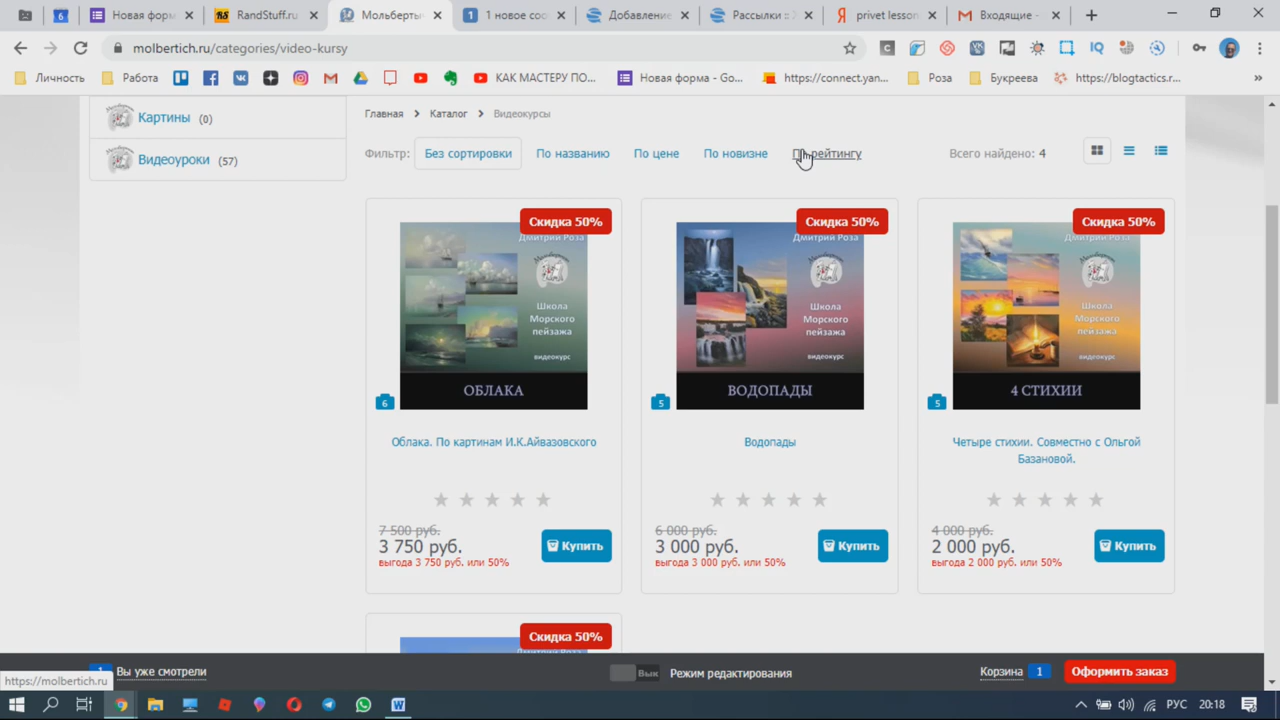 6
Новая форм
RandStuff.ru
Мольберты
1
1 новое соо
Добавление
Рассылки :: J
privet lesson
Входящие -
molbertich.ru/categories/video-kursy
Личность
Работа
КАК МАСТЕРУ ПО...
Новая форма - Go...
https://connect.yan...
Роза
Букреева
https://blogtactics.r...
»
Картины (0)
Видеоуроки (57)
Главная > Каталог > Видеокурсы
Фильтр: Без сортировки По названию По цене По новизне По рейтингу Всего найдено: 4
Скидка 50%
Дмитрий Роза
Школа
Морского
пейзажа
видеокурс
ОБЛАКА
6
Облака. По картинам И.К.Айвазовского
7 500 руб.
3 750 руб.
выгода 3 750 руб. или 50%
Купить
Скидка 50%
Дмитрий Роза
Школа
Морского
пейзажа
видеокурс
ВОДОПАДЫ
5
Водопады
6 000 руб.
3 000 руб.
выгода 3 000 руб. или 50%
Купить
Скидка 50%
Дмитрий Роза
Школа
Морского
пейзажа
видеокурс
4 СТИХИИ
5
Четыре стихии. Совместно с Ольгой
Базановой.
4 000 руб.
2 000 руб.
выгода 2 000 руб. или 50%
Купить
Скидка 50%
1 Вы уже смотрели
Вык Режим редактирования
Корзина 1 Оформить заказ
https://molbertich.ru
РУС 20:18